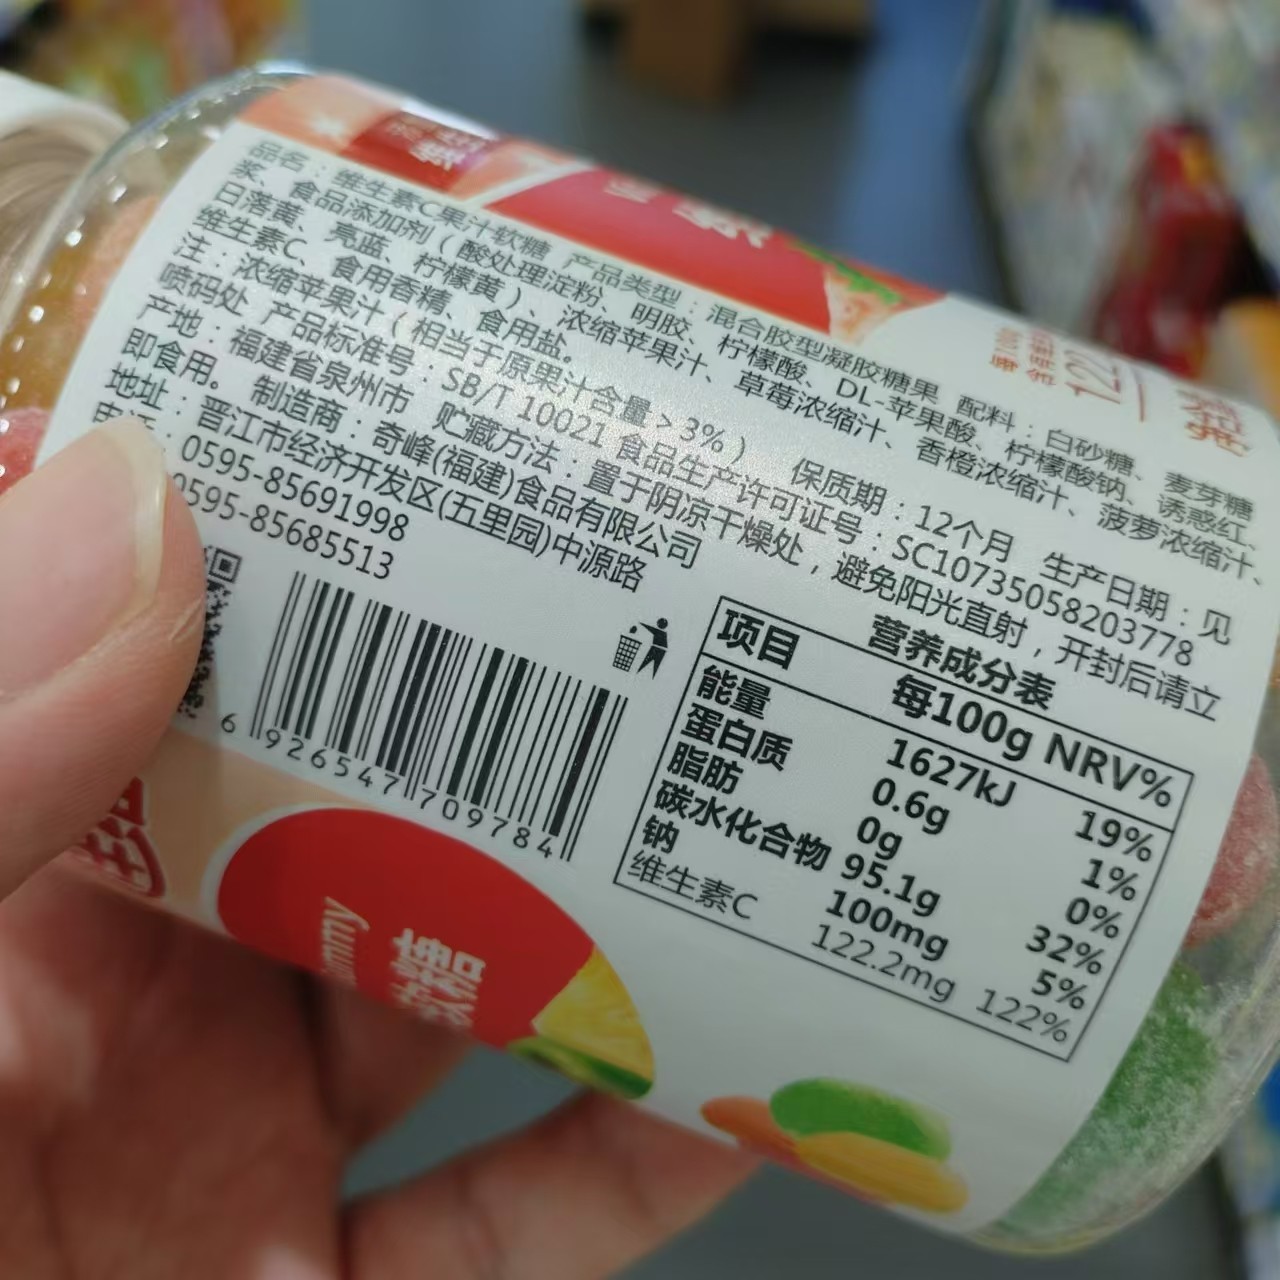 品名：维生素C果汁软糖 产品类型：混合胶型凝胶糖果 配料：白砂糖、麦芽糖
浆、食品添加剂（酸处理淀粉、明胶、柠檬酸、DL-苹果酸、柠檬酸钠、诱惑红、
日落黄、亮蓝、柠檬黄）、浓缩苹果汁、草莓浓缩汁、香橙浓缩汁、菠萝浓缩汁、
维生素C、食用香精、食用盐。
注：浓缩苹果汁（相当于原果汁含量>3%） 保质期：12个月 生产日期：见
喷码处 产品标准号：SB/T 10021 食品生产许可证号：SC10735058203778
产地：福建省泉州市 贮藏方法：置于阴凉干燥处，避免阳光直射，开封后请立
即食用。 制造商：奇峰(福建)食品有限公司
地址：晋江市经济开发区(五里园)中源路
0595-85691998
0595-85685513
6 926547 709784
营养成分表
项目 每100g NRV%
能量 1627kJ 19%
蛋白质 0.6g 1%
脂肪 0g 0%
碳水化合物 95.1g 32%
钠 100mg 5%
维生素C 122.2mg 122%
软糖